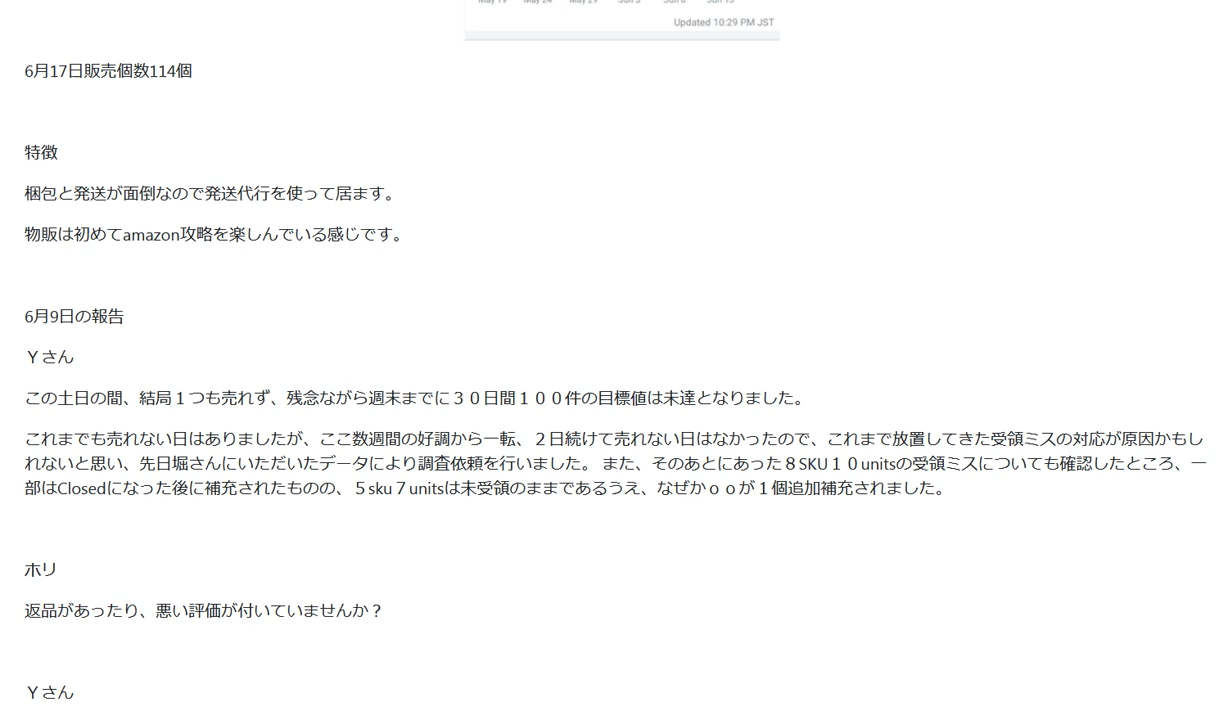 May 19 May 24 May 29 Jun 3 Jun 8 Jun 13
Updated 10:29 PM JST
6月17日販売個数114個
特徴
梱包と発送が面倒なので発送代行を使って居ます。
物販は初めてamazon攻略を楽しんでいる感じです。
6月9日の報告
Ｙさん
この土日の間、結局１つも売れず、残念ながら週末までに３０日間１００件の目標値は未達となりました。
これまでも売れない日はありましたが、ここ数週間の好調から一転、２日続けて売れない日はなかったので、これまで放置してきた受領ミスの対応が原因かもし
れないと思い、先日堀さんにいただいたデータにより調査依頼を行いました。 また、そのあとにあった８SKU１０unitsの受領ミスについても確認したところ、一
部はClosedになった後に補充されたものの、５sku７unitsは未受領のままであるうえ、なぜかｏｏが１個追加補充されました。
ホリ
返品があったり、悪い評価が付いていませんか？
Ｙさん